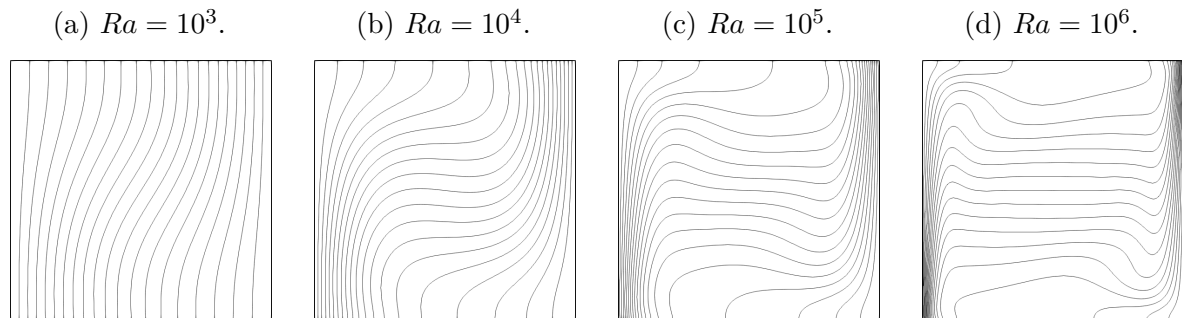 (a) Ra = 10³. (b) Ra = 10⁴. (c) Ra = 10⁵. (d) Ra = 10⁶.